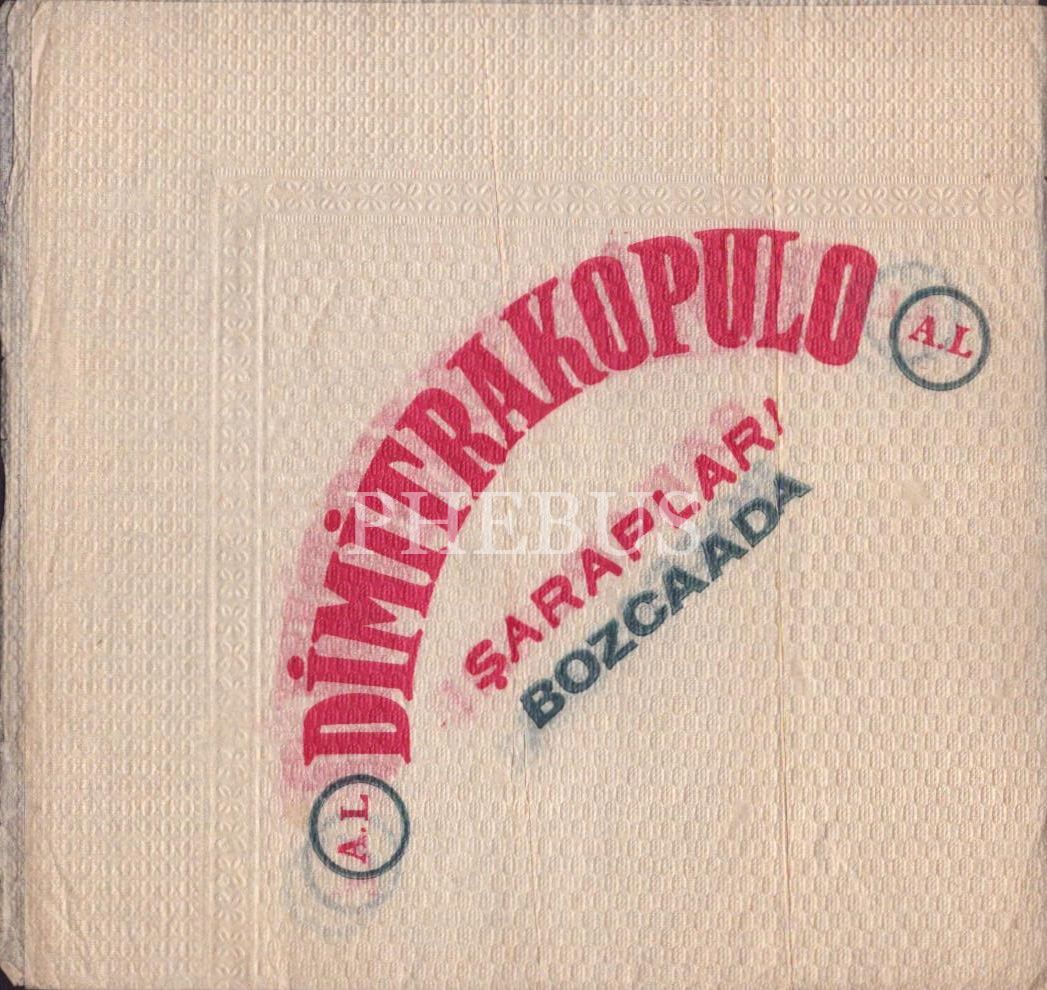 DİMİTRAKOPULO
A.L
ŞARAPLARI
BOZCAADA
A.L
PHEBUS